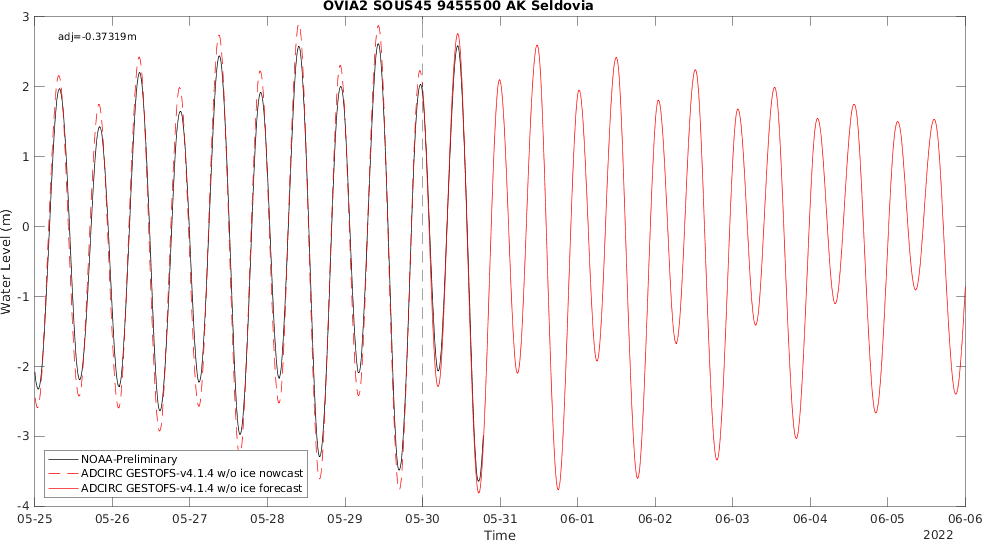 OVIA2 SOUS45 9455500 AK Seldovia
adj=-0.37319m
Water Level (m)
3
2
1
0
-1
-2
-3
-4
NOAA-Preliminary
ADCIRC GESTOFS-v4.1.4 w/o ice nowcast
ADCIRC GESTOFS-v4.1.4 w/o ice forecast
05-25 05-26 05-27 05-28 05-29 05-30 05-31 06-01 06-02 06-03 06-04 06-05 06-06
Time
2022